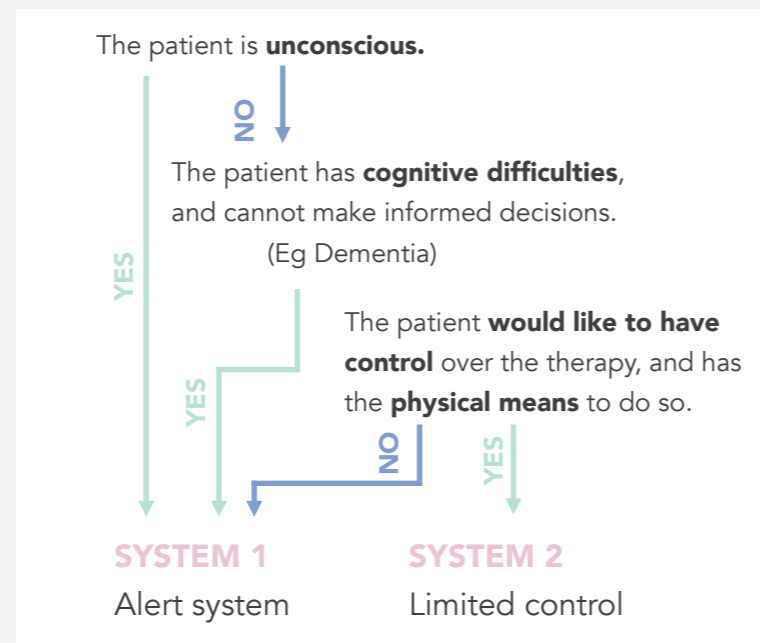 The patient is unconscious.
NO
The patient has cognitive difficulties,
and cannot make informed decisions.
(Eg Dementia)
YES
The patient would like to have
control over the therapy, and has
the physical means to do so.
YES
NO
YES
SYSTEM 1
SYSTEM 2
Alert system
Limited control